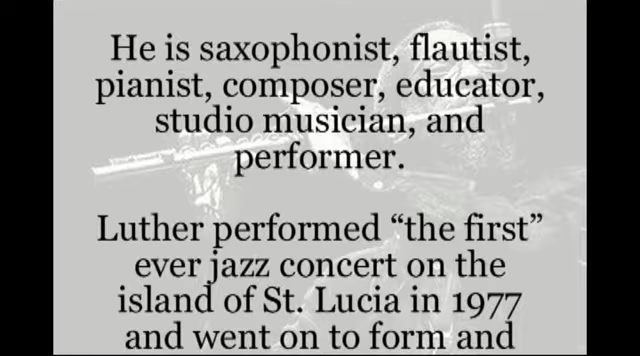 He is saxophonist, flautist,
pianist, composer, educator,
studio musician, and
performer.
Luther performed “the first”
ever jazz concert on the
island of St. Lucia in 1977
and went on to form and